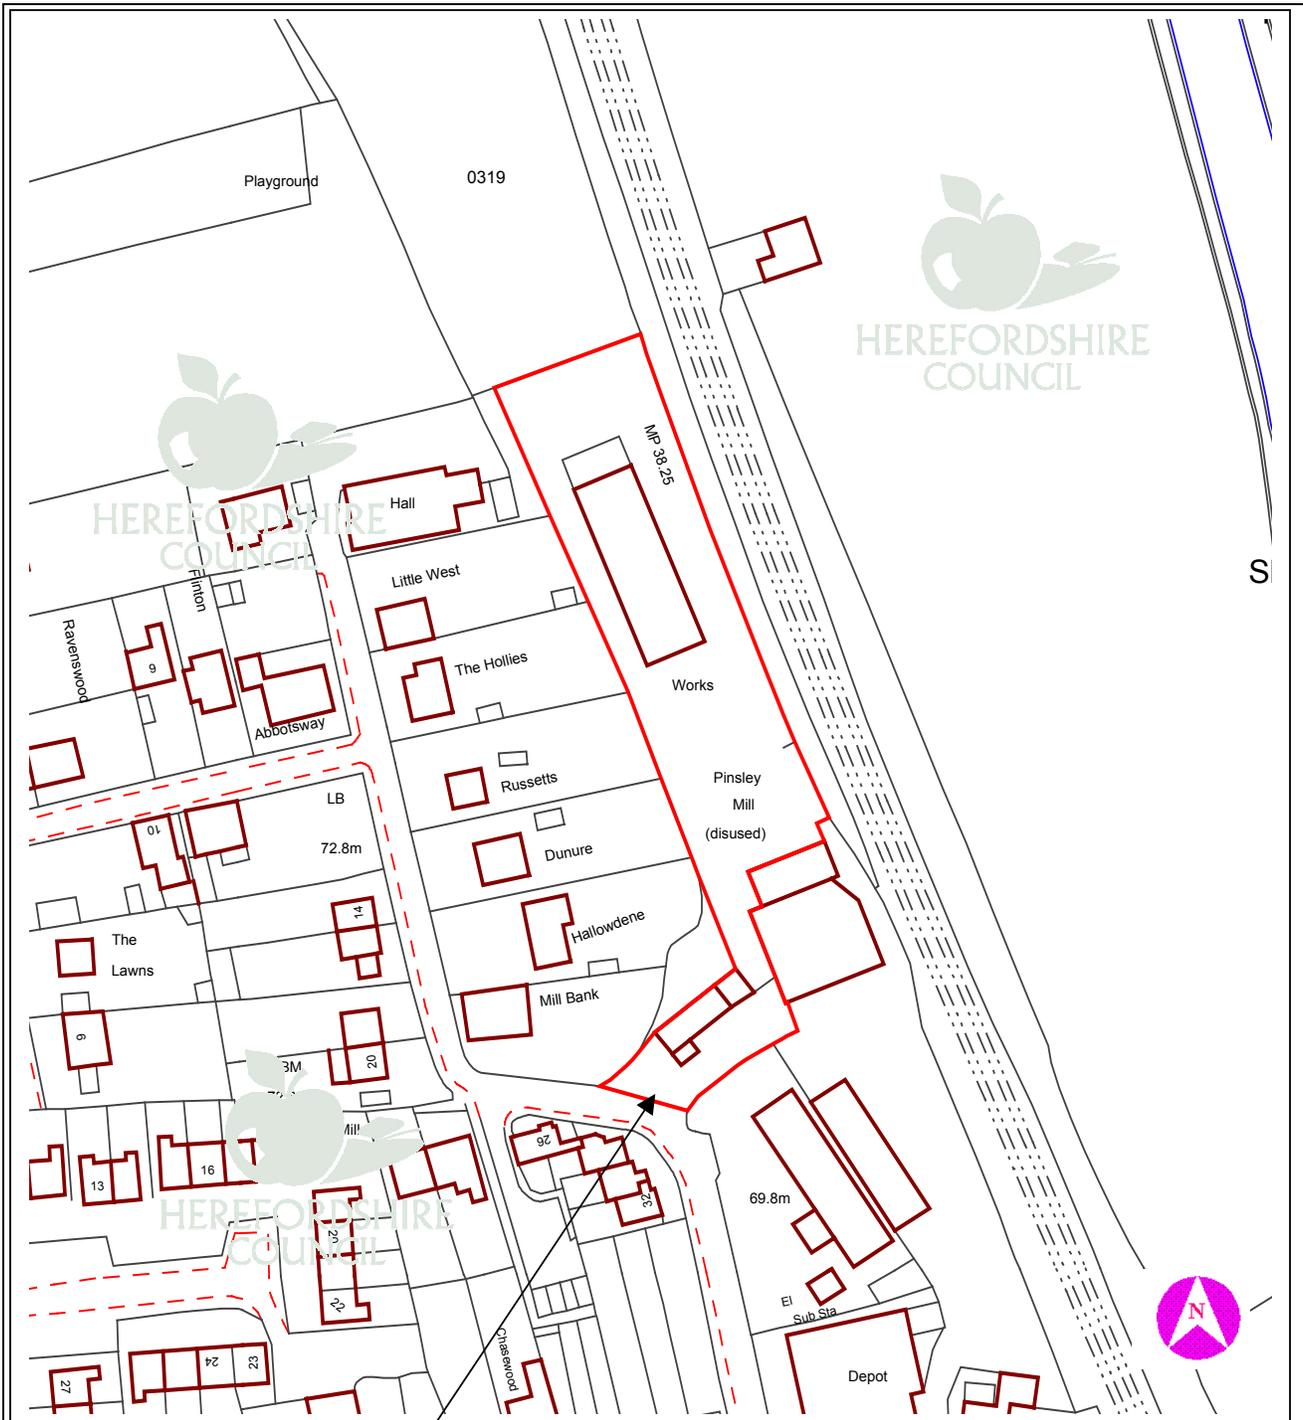 Playground
0319
HEREFORDSHIRE
COUNCIL
MP 38.25
Hall
HEREFORDSHIRE
COUNCIL
S
Little West
Flinton
Ravenswood
9
The Hollies
Works
Abbotsway
Pinsley
Mill
(disused)
Russetts
LB
10
72.8m
Dunure
14
Hallowdene
The
Lawns
Mill Bank
9
BM
20
Mill
26
16
13
32
69.8m
HEREFORDSHIRE
COUNCIL
20
22
El
Sub Sta
N
24
23
27
Chasewood
Depot